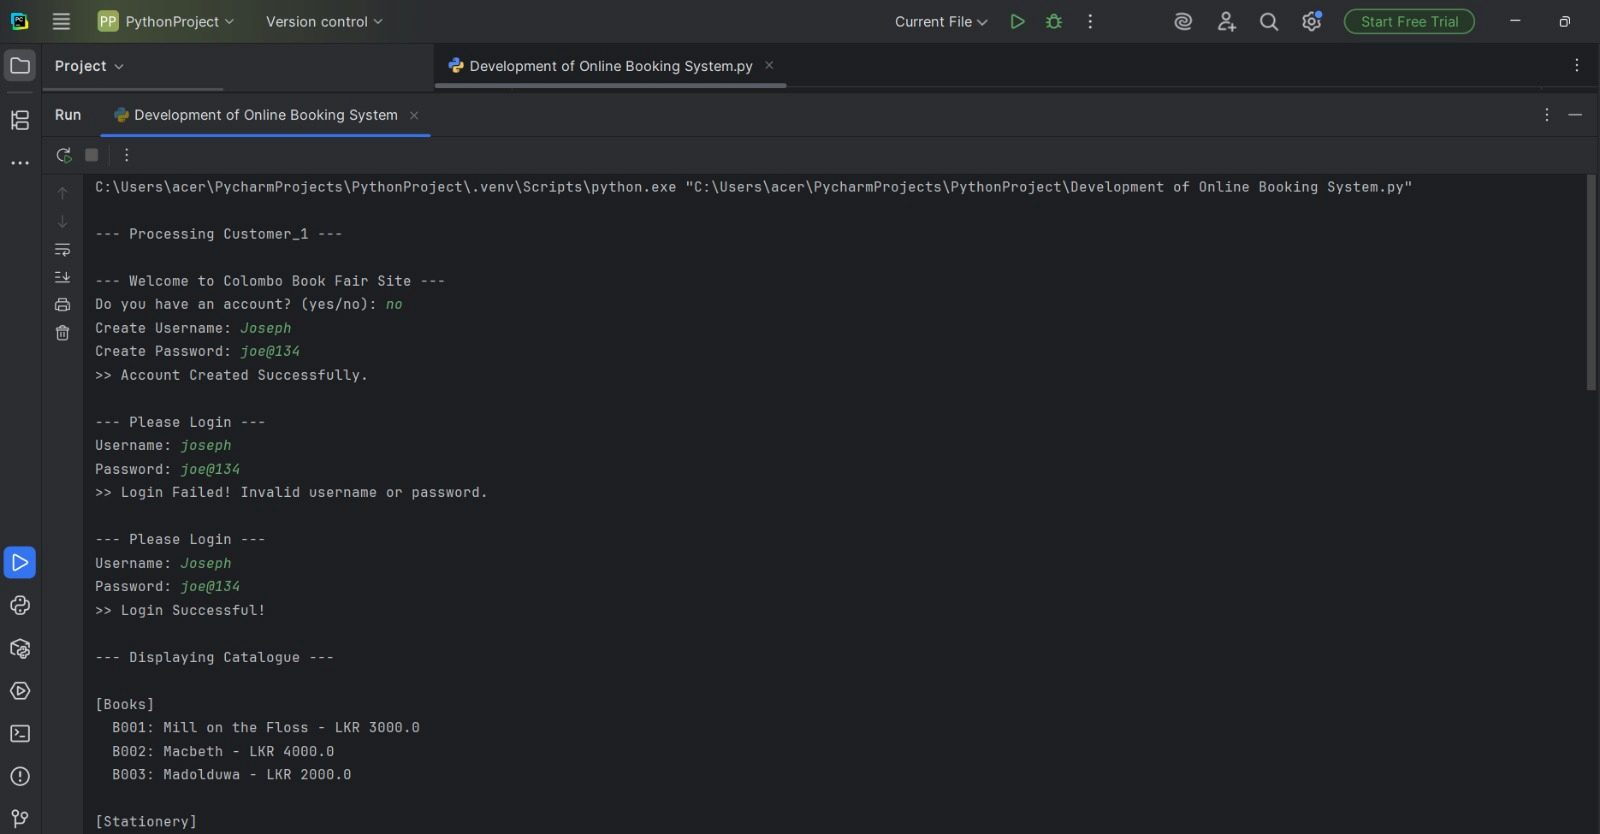 PC
PP PythonProject Version control Current File Start Free Trial
Project Development of Online Booking System.py
Run Development of Online Booking System
C:\Users\acer\PycharmProjects\PythonProject\.venv\Scripts\python.exe "C:\Users\acer\PycharmProjects\PythonProject\Development of Online Booking System.py"
--- Processing Customer_1 ---
--- Welcome to Colombo Book Fair Site ---
Do you have an account? (yes/no): no
Create Username: Joseph
Create Password: joe@134
>> Account Created Successfully.
--- Please Login ---
Username: joseph
Password: joe@134
>> Login Failed! Invalid username or password.
--- Please Login ---
Username: Joseph
Password: joe@134
>> Login Successful!
--- Displaying Catalogue ---
[Books]
B001: Mill on the Floss - LKR 3000.0
B002: Macbeth - LKR 4000.0
B003: Madolduwa - LKR 2000.0
[Stationery]